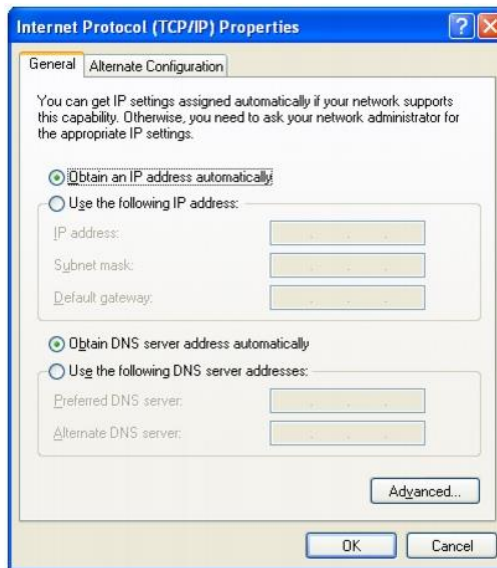 Internet Protocol (TCP/IP) Properties
General
Alternate Configuration
You can get IP settings assigned automatically if your network supports
this capability. Otherwise, you need to ask your network administrator for
the appropriate IP settings.
Obtain an IP address automatically
Use the following IP address:
IP address:
Subnet mask:
Default gateway:
Obtain DNS server address automatically
Use the following DNS server addresses:
Preferred DNS server:
Alternate DNS server:
Advanced...
OK
Cancel